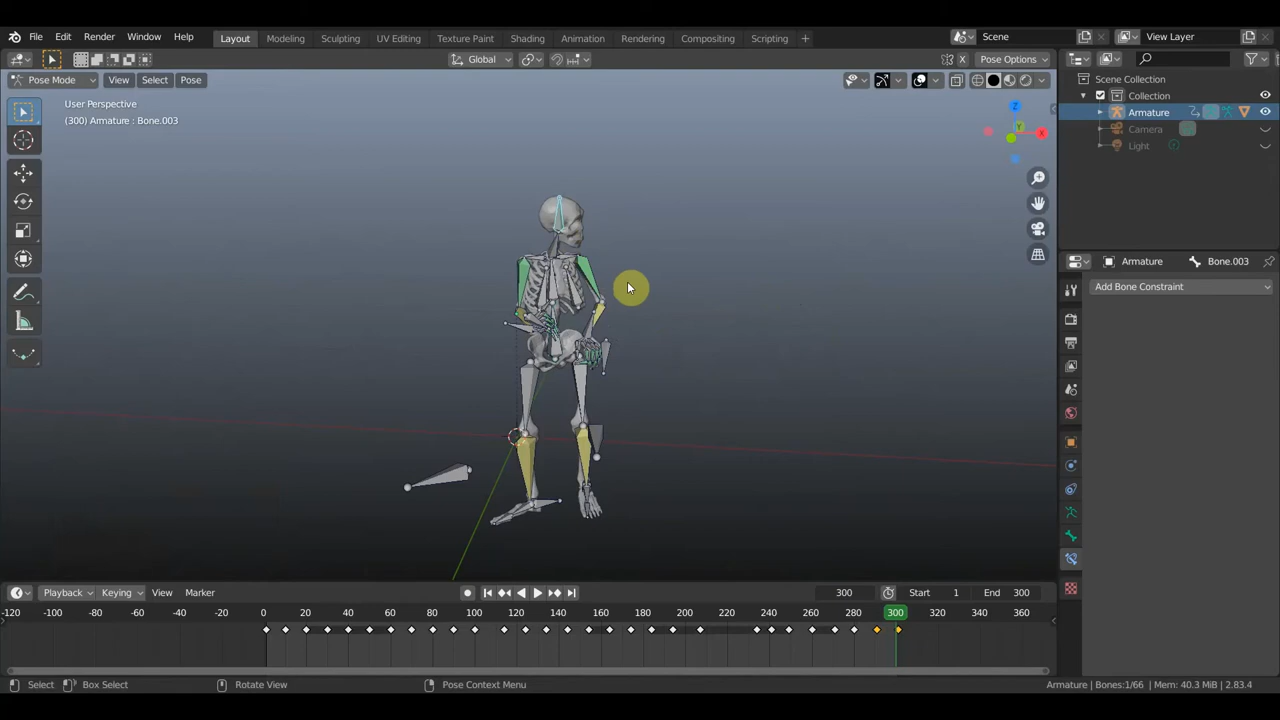 File Edit Render Window Help Layout Modeling Sculpting UV Editing Texture Paint Shading Animation Rendering Compositing Scripting + Scene View Layer
Global Pose Options
Pose Mode View Select Pose
User Perspective
(300) Armature : Bone.003
Z
Y
X
Scene Collection
Collection
Armature
Camera
Light
Armature Bone.003
Add Bone Constraint
Playback Keying View Marker 300 Start 1 End 300
-120 -100 -80 -60 -40 -20 0 20 40 60 80 100 120 140 160 180 200 220 240 260 280 300 320 340 360
Select Box Select Rotate View Pose Context Menu Armature | Bones:1/66 | Mem: 40.3 MiB | 2.83.4